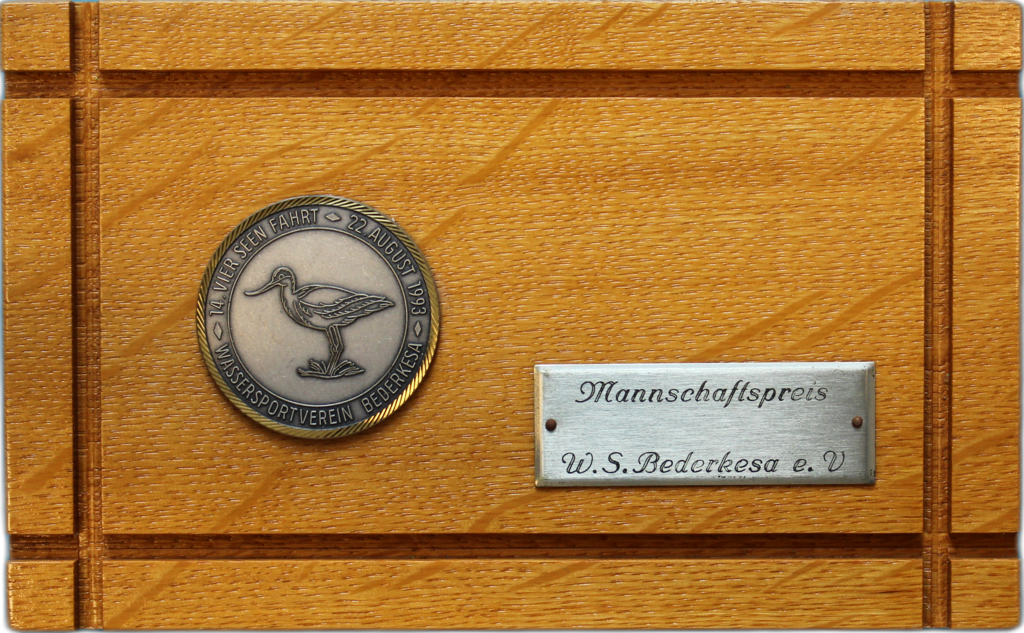 14. VIER SEEN FAHRT ◇ 22. AUGUST 1993 ◇
WASSERSPORTVEREIN BEDERKESA ◇
Mannschaftspreis
W.S.Bederkesa e.V